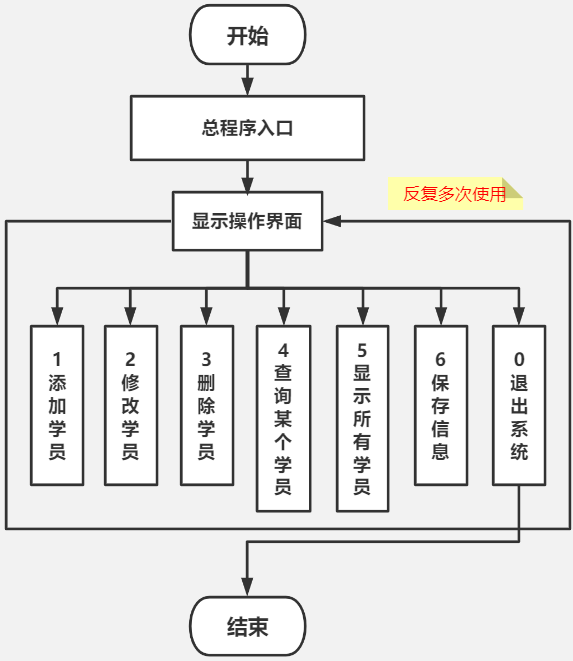 开始
总程序入口
反复多次使用
显示操作界面
1
添加学员
2
修改学员
3
删除学员
4
查询某个学员
5
显示所有学员
6
保存信息
0
退出系统
结束